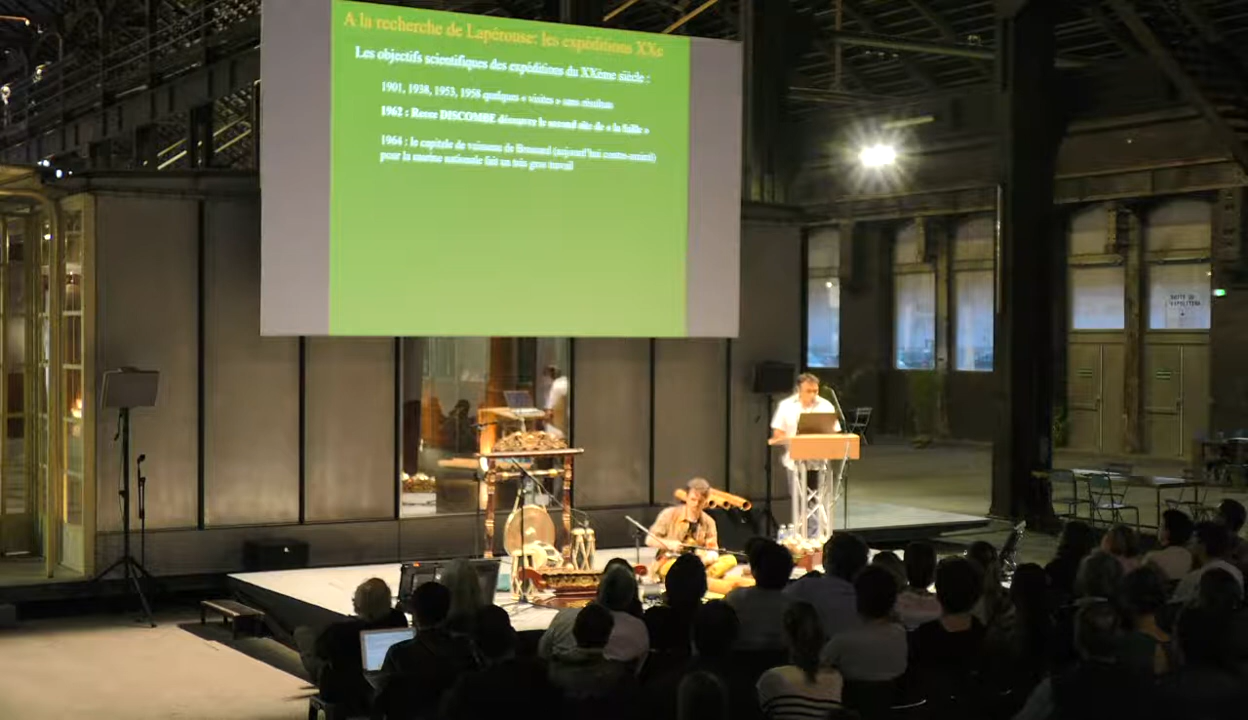 A la recherche de Lapérouse: les expéditions XXe
Les objectifs scientifiques des expéditions du XXème siècle :
1901, 1938, 1953, 1958 quelques « visites » sans résultats
1962 : Reece DISCOMBE découvre le second site de « la faille »
1964 : le capitaine de vaisseau de Brossard (aujourd'hui contre-amiral)
pour la marine nationale fait un très gros travail